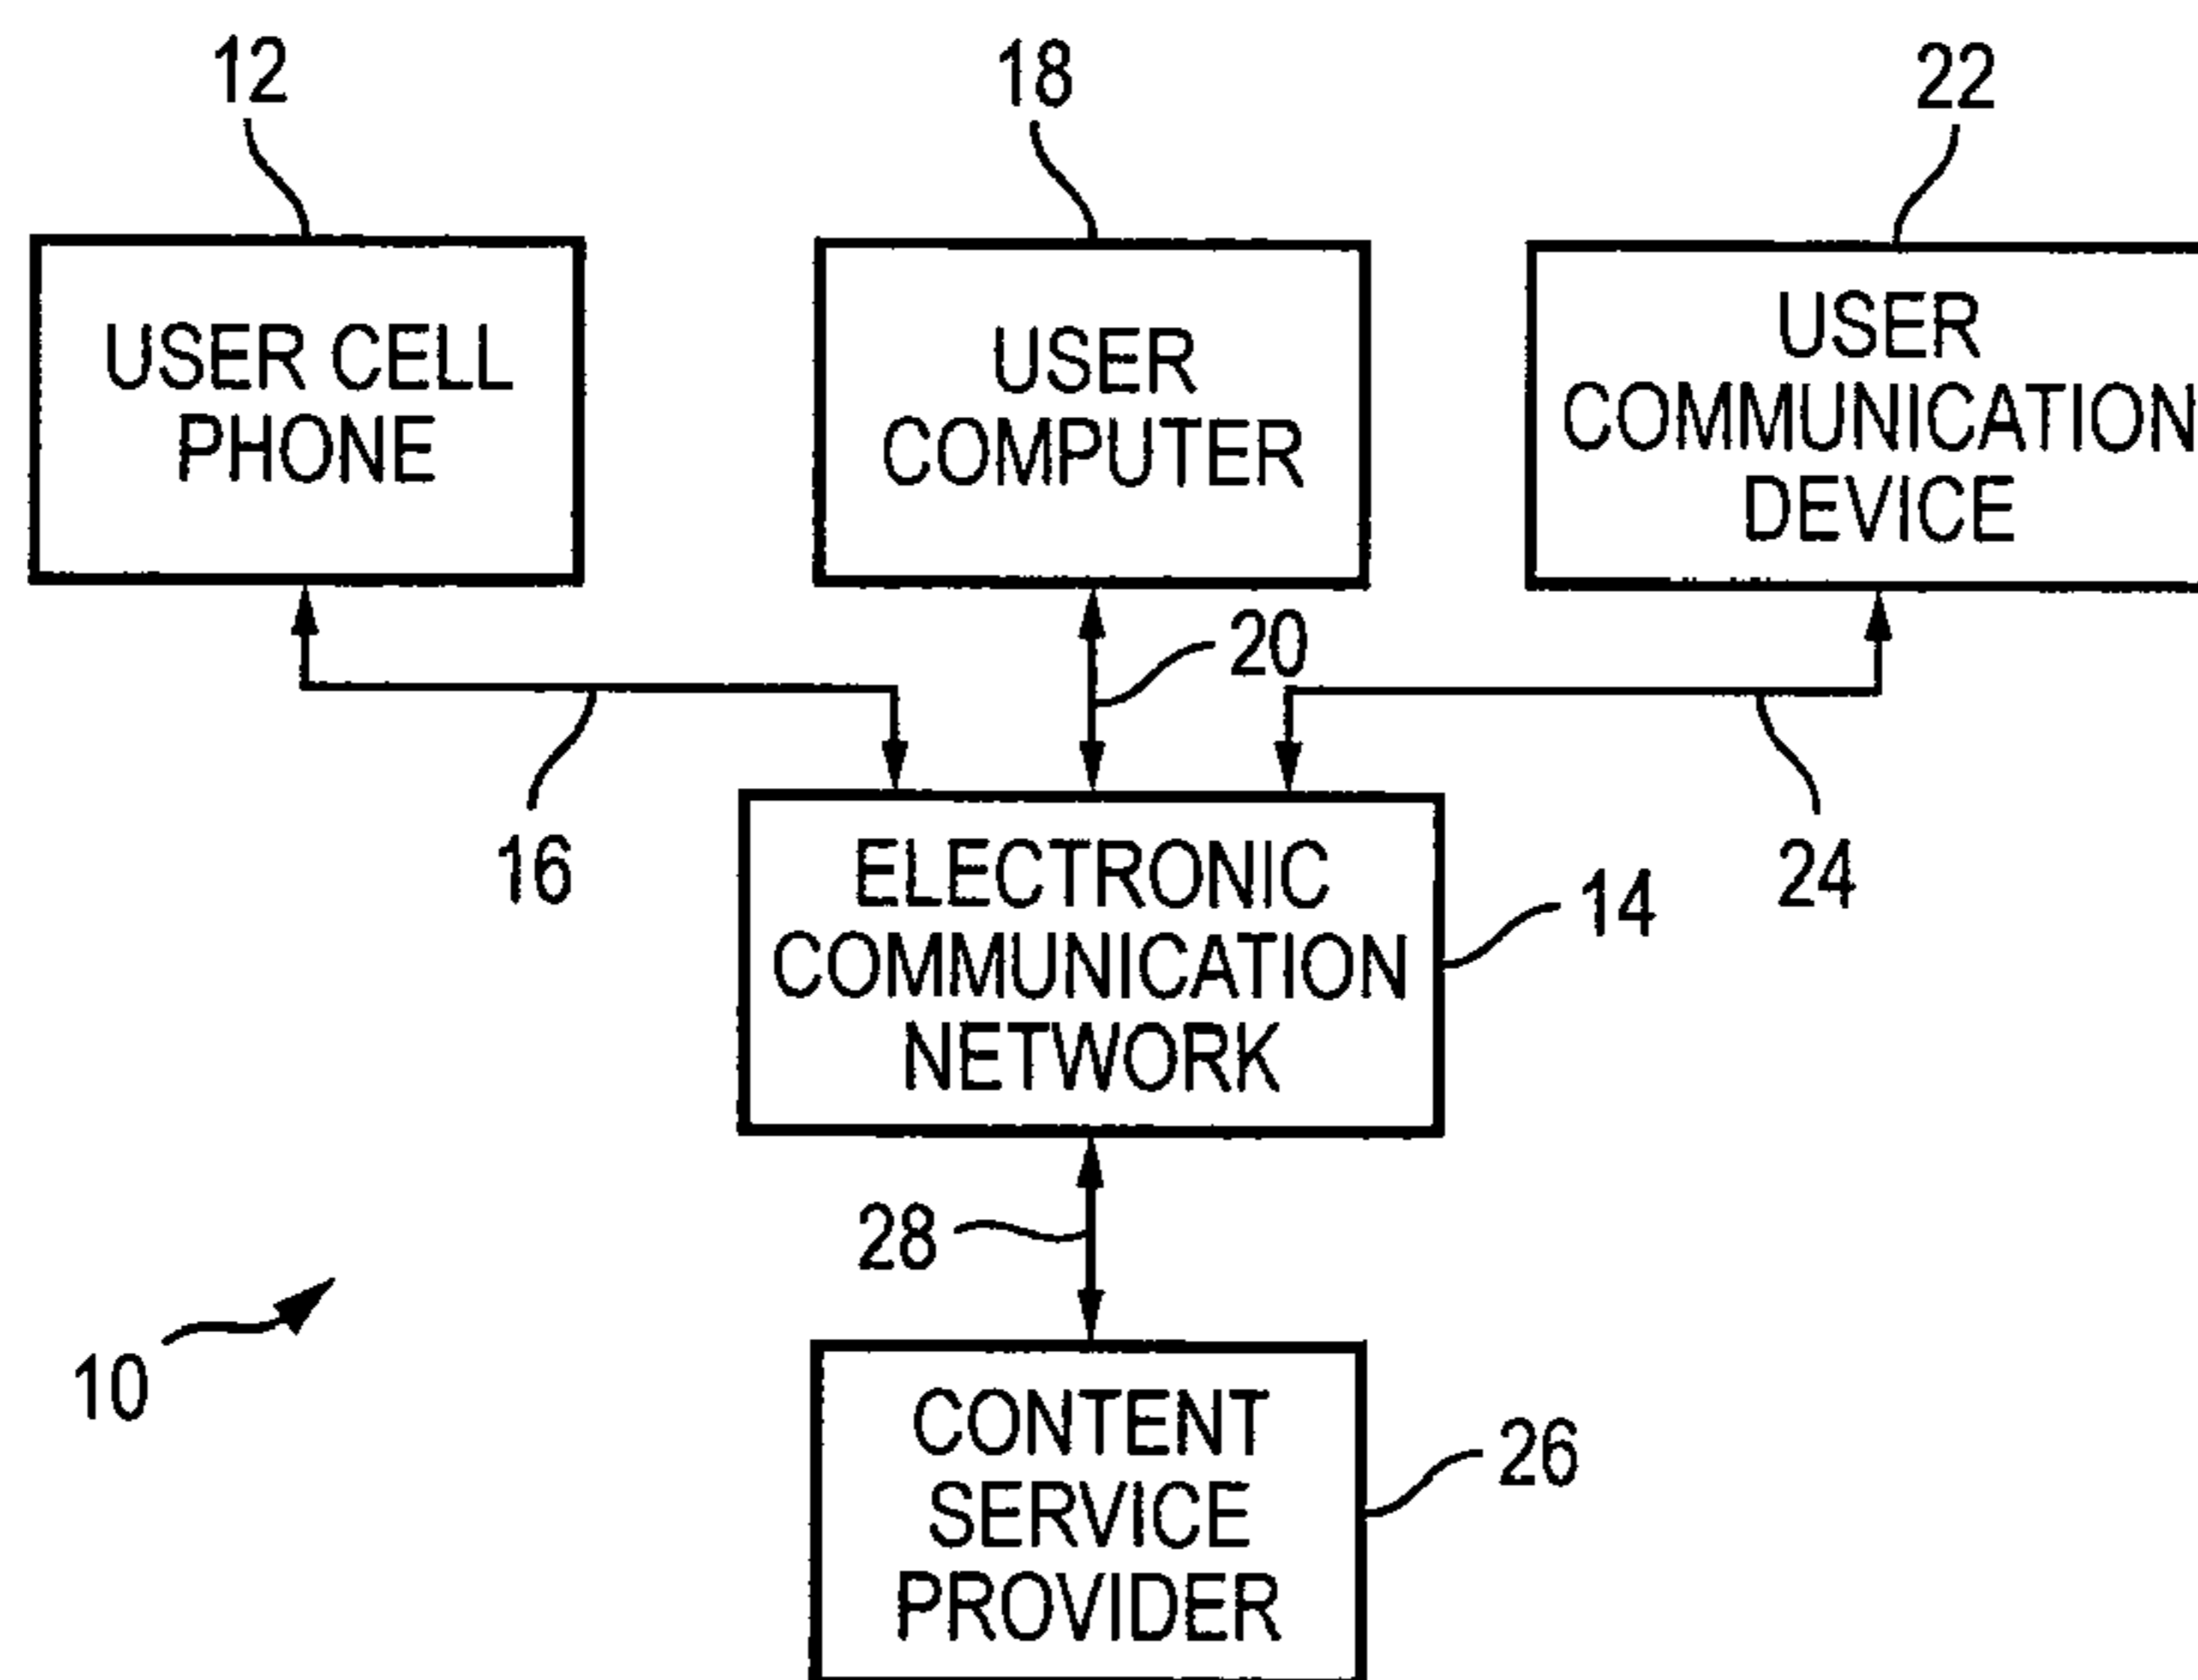 12
18
22
USER CELL
PHONE
USER
COMPUTER
USER
COMMUNICATION
DEVICE
20
16
24
ELECTRONIC
COMMUNICATION
NETWORK
14
28
10
CONTENT
SERVICE
PROVIDER
26